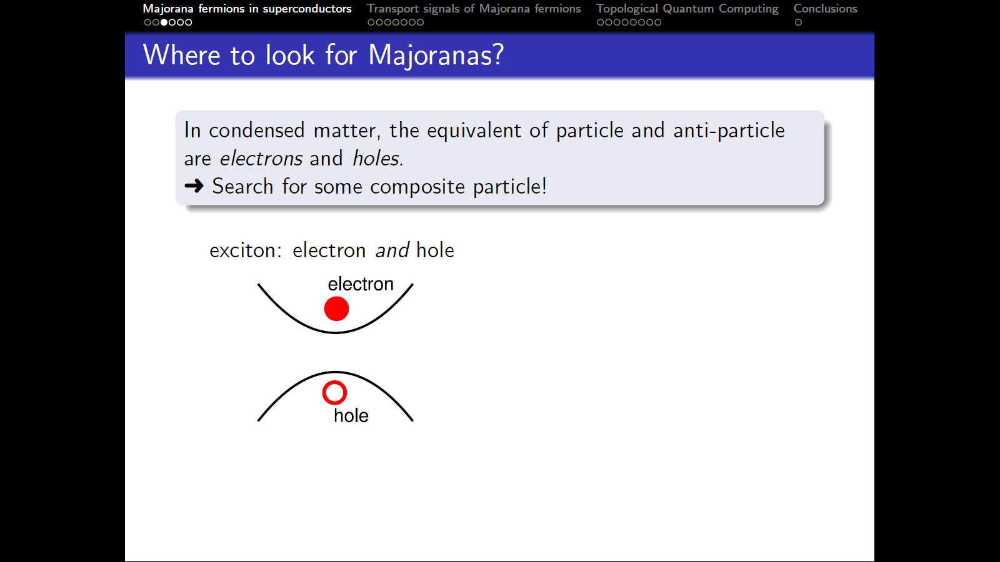 Majorana fermions in superconductors Transport signals of Majorana fermions Topological Quantum Computing Conclusions
Where to look for Majoranas?
In condensed matter, the equivalent of particle and anti-particle
are electrons and holes.
➜ Search for some composite particle!
exciton: electron and hole
electron
hole